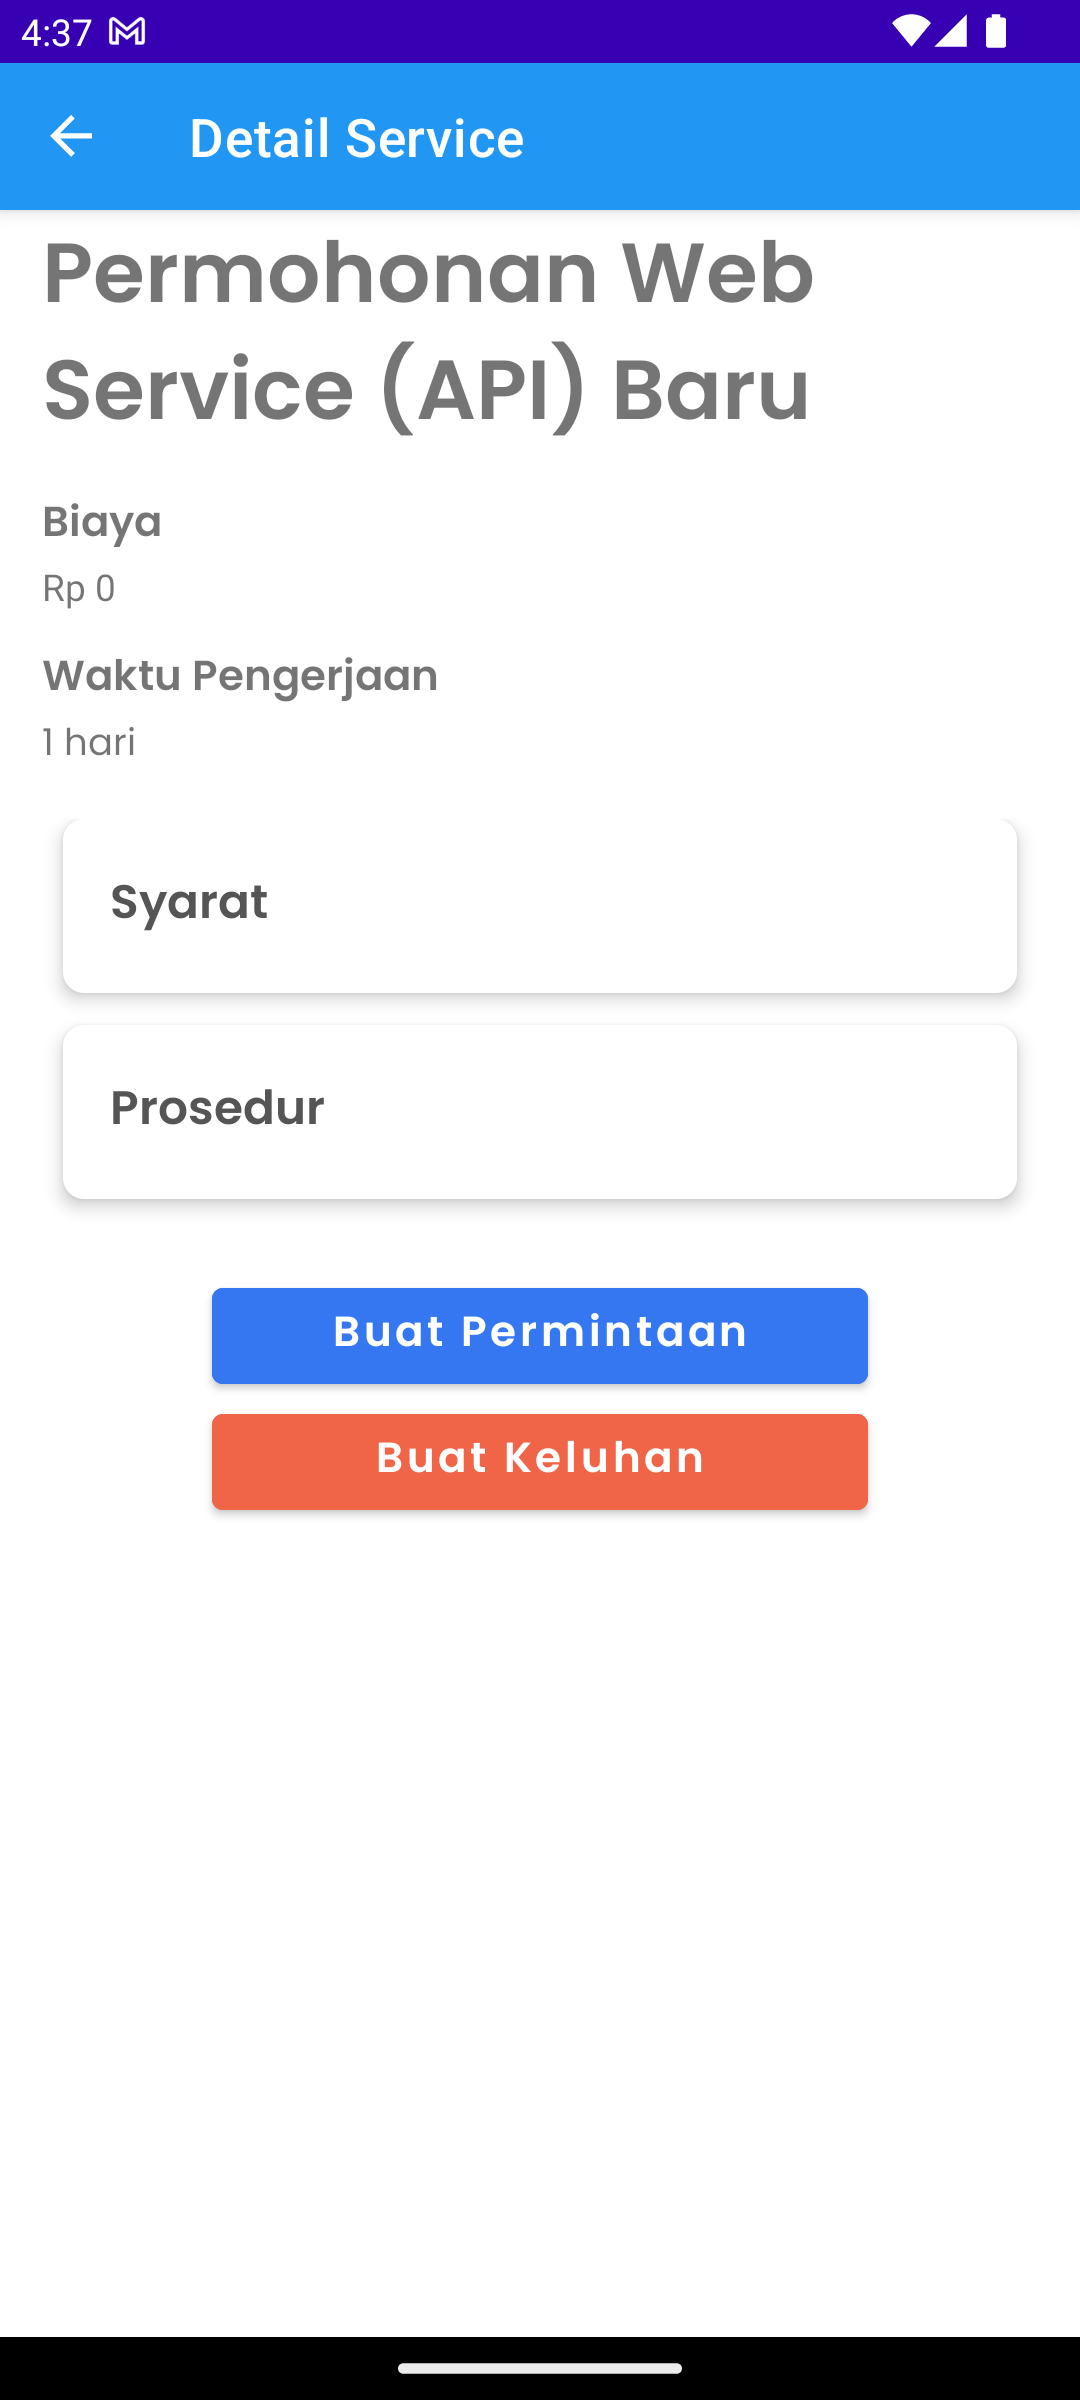 4:37
Detail Service
Permohonan Web
Service (API) Baru
Biaya
Rp 0
Waktu Pengerjaan
1 hari
Syarat
Prosedur
Buat Permintaan
Buat Keluhan